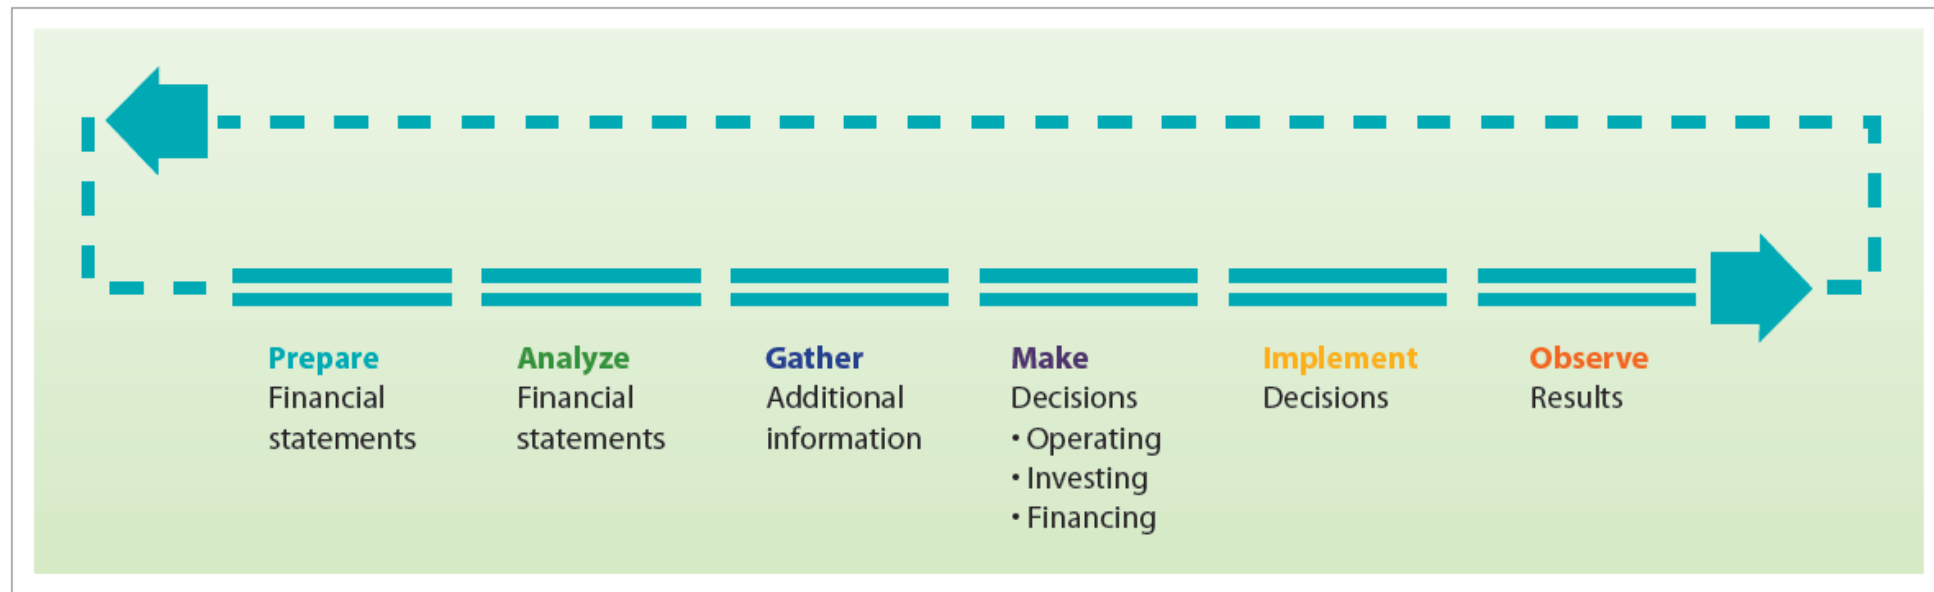 Prepare
Financial
statements
Analyze
Financial
statements
Gather
Additional
information
Make
Decisions
• Operating
• Investing
• Financing
Implement
Decisions
Observe
Results